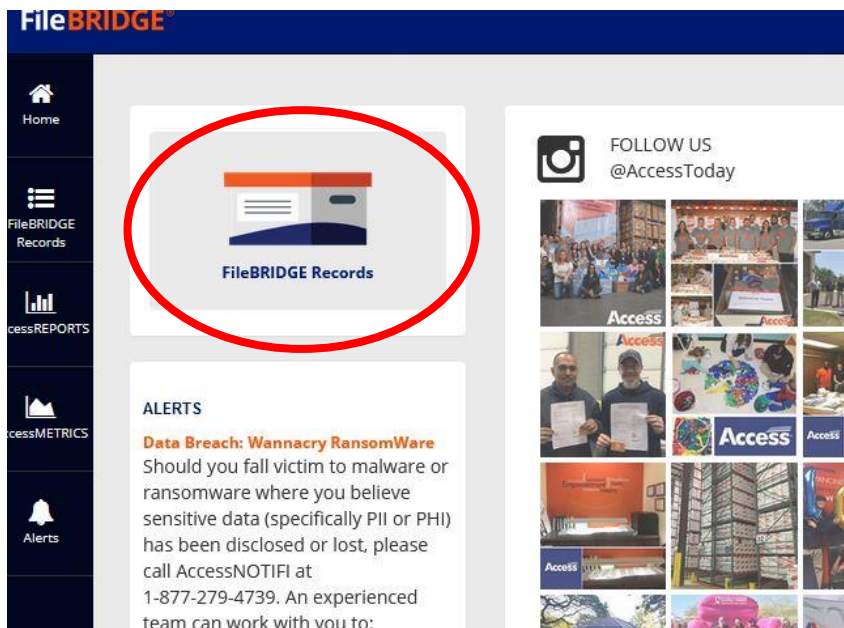 FileBRIDGE®
Home
FileBRIDGE
Records
cessREPORTS
ccessMETRICS
Alerts
FileBRIDGE Records
ALERTS
Data Breach: Wannacry RansomWare
Should you fall victim to malware or
ransomware where you believe
sensitive data (specifically PII or PHI)
has been disclosed or lost, please
call AccessNOTIFI at
1-877-279-4739. An experienced
team can work with you to:
FOLLOW US
@AccessToday
Access
Access
Access
Access
Access
Access